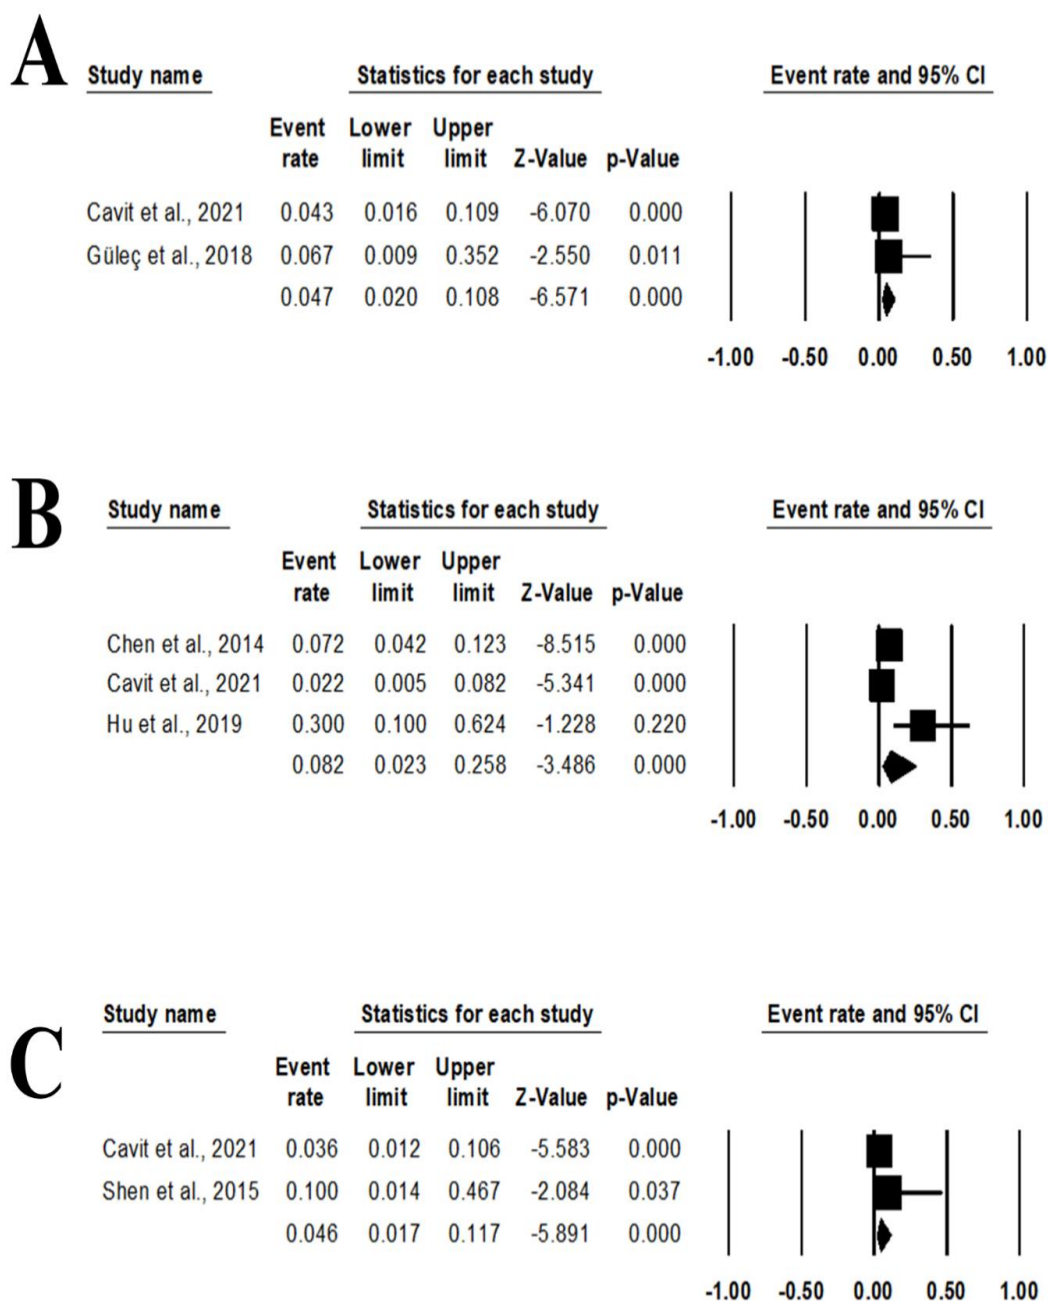 A
Study name Statistics for each study Event rate and 95% CI
Event Lower Upper
rate limit limit Z-Value p-Value
Cavit et al., 2021 0.043 0.016 0.109 -6.070 0.000
Güleç et al., 2018 0.067 0.009 0.352 -2.550 0.011
0.047 0.020 0.108 -6.571 0.000
-1.00 -0.50 0.00 0.50 1.00
B
Study name Statistics for each study Event rate and 95% CI
Event Lower Upper
rate limit limit Z-Value p-Value
Chen et al., 2014 0.072 0.042 0.123 -8.515 0.000
Cavit et al., 2021 0.022 0.005 0.082 -5.341 0.000
Hu et al., 2019 0.300 0.100 0.624 -1.228 0.220
0.082 0.023 0.258 -3.486 0.000
-1.00 -0.50 0.00 0.50 1.00
C
Study name Statistics for each study Event rate and 95% CI
Event Lower Upper
rate limit limit Z-Value p-Value
Cavit et al., 2021 0.036 0.012 0.106 -5.583 0.000
Shen et al., 2015 0.100 0.014 0.467 -2.084 0.037
0.046 0.017 0.117 -5.891 0.000
-1.00 -0.50 0.00 0.50 1.00